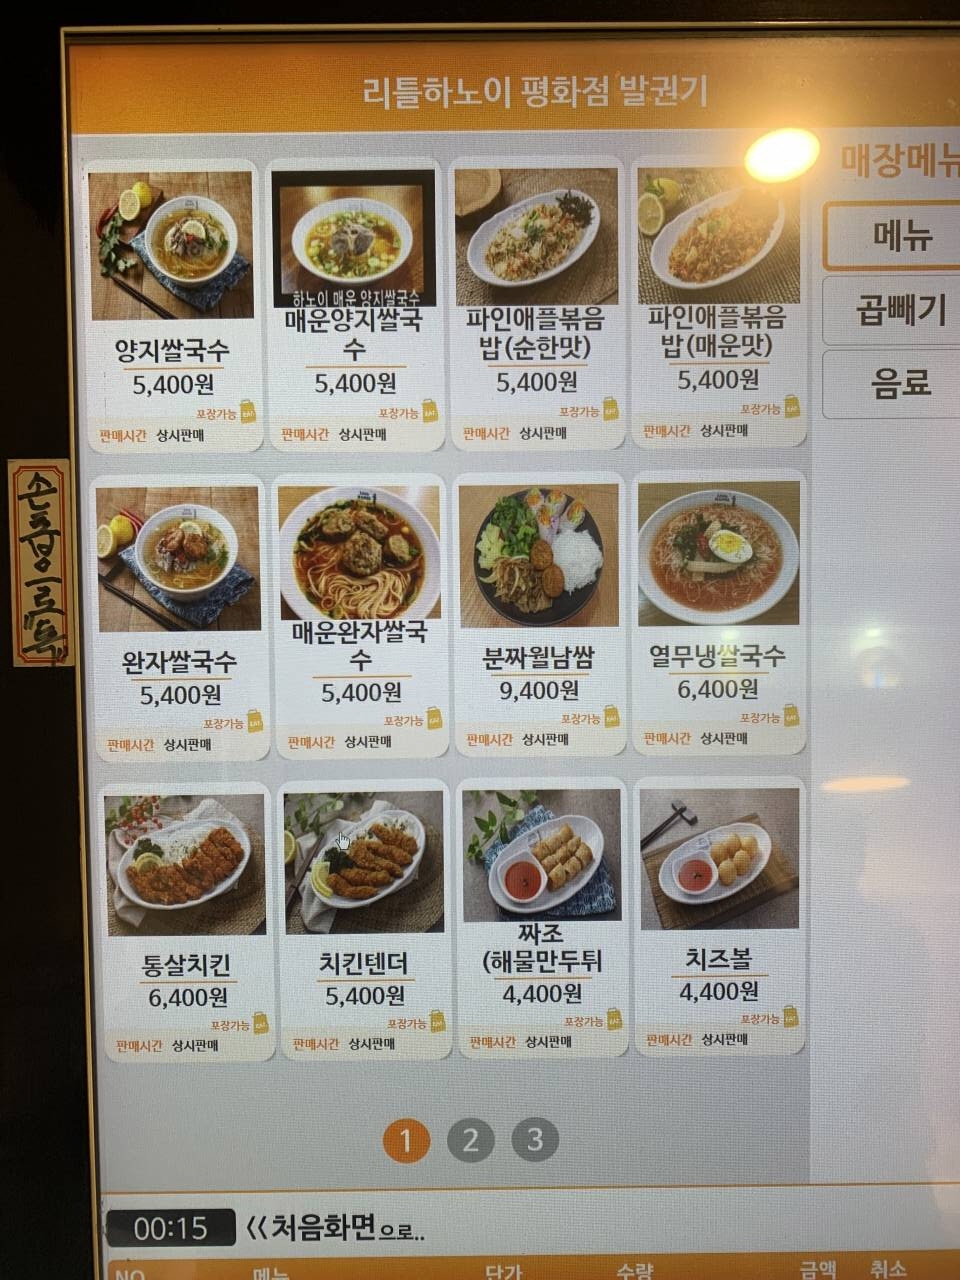 리틀하노이 평화점 발권기
매장메뉴
메뉴
곱빼기
음료
하노이 매운 양지쌀국수
양지쌀국수
5,400원
포장가능
판매시간 상시판매
매운양지쌀국
수
5,400원
포장가능
판매시간 상시판매
파인애플볶음
밥(순한맛)
5,400원
포장가능
판매시간 상시판매
파인애플볶음
밥(매운맛)
5,400원
포장가능
판매시간 상시판매
완자쌀국수
5,400원
포장가능
판매시간 상시판매
매운완자쌀국
수
5,400원
포장가능
판매시간 상시판매
분짜월남쌈
9,400원
포장가능
판매시간 상시판매
열무냉쌀국수
6,400원
포장가능
판매시간 상시판매
통살치킨
6,400원
포장가능
판매시간 상시판매
치킨텐더
5,400원
포장가능
판매시간 상시판매
짜조
(해물만두튀
4,400원
포장가능
판매시간 상시판매
치즈볼
4,400원
포장가능
판매시간 상시판매
1 2 3
00:15 <<처음화면으로..
NO 메뉴 단가 수량 금액 취소